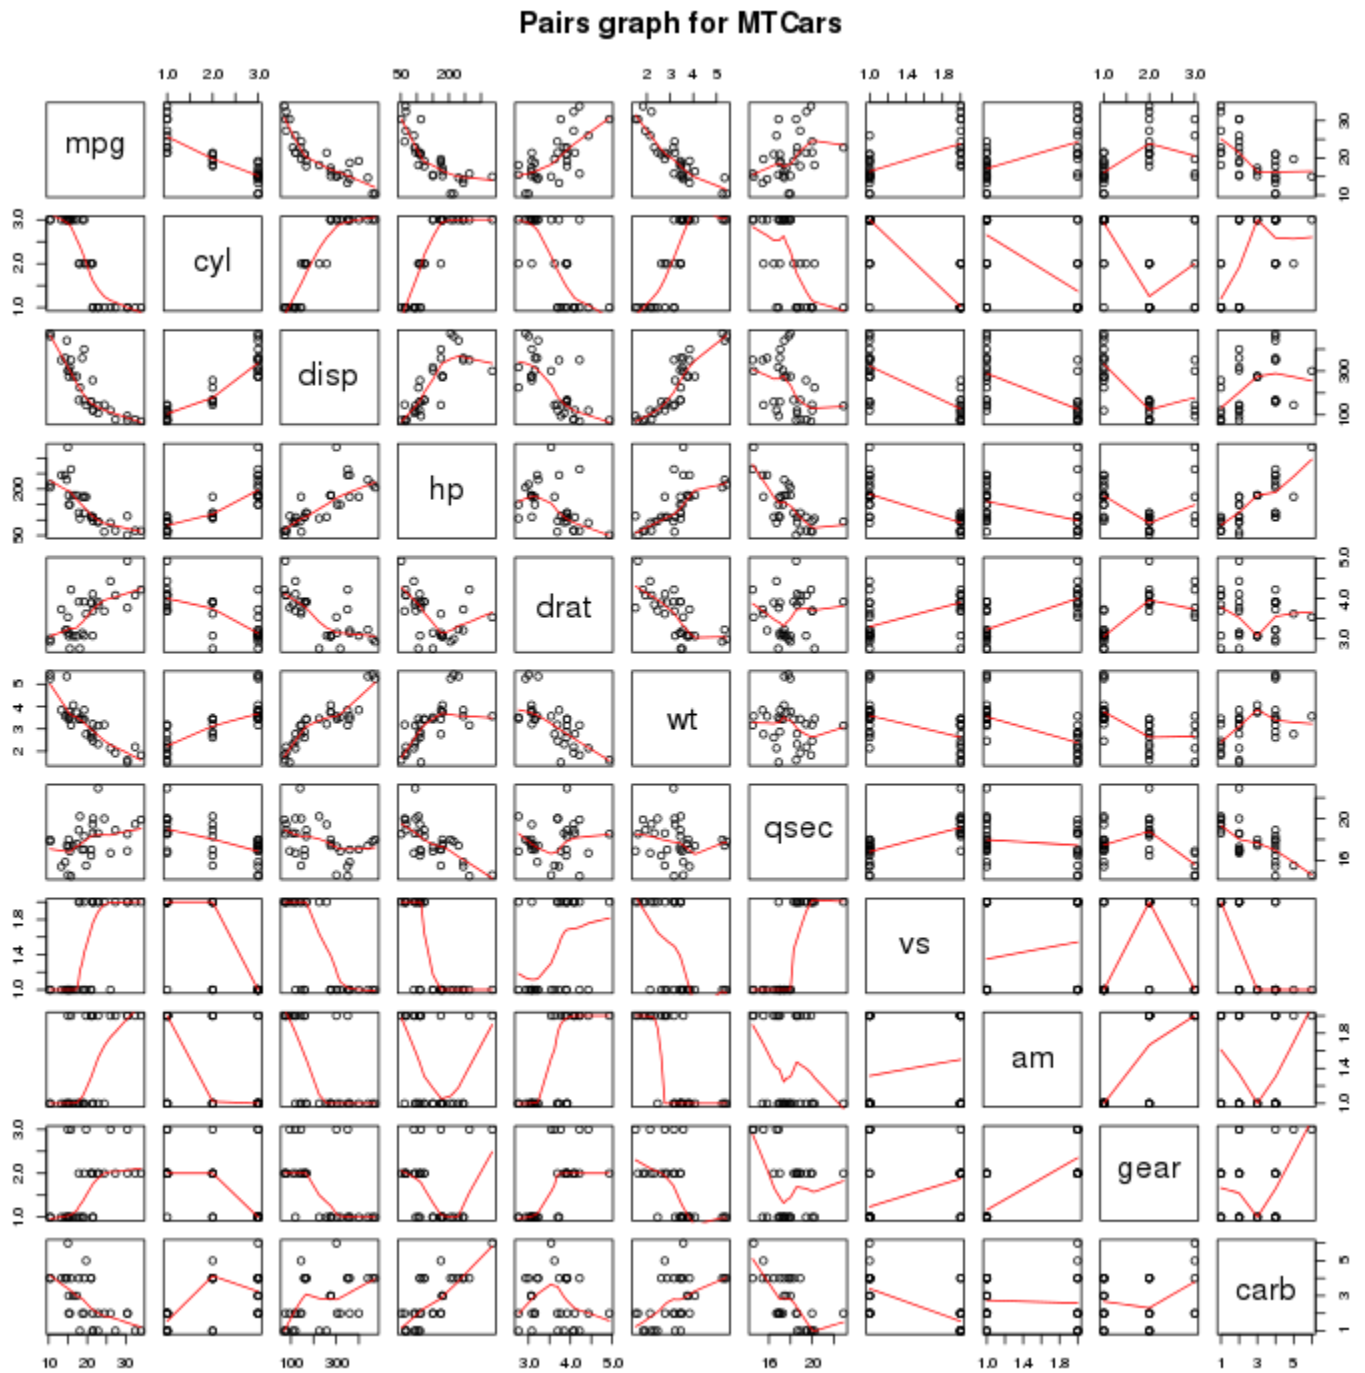 Pairs graph for MTCars
1.0 2.0 3.0 50 200 2 3 4 5 1.0 1.4 1.8 1.0 2.0 3.0
mpg
10 20 30
1.0 2.0 3.0
cyl
disp
100 300
50 200
hp
drat
3.0 4.0 5.0
2 3 4 5
wt
qsec
16 20
1.0 1.4 1.8
vs
am
1.0 1.4 1.8
1.0 2.0 3.0
gear
carb
1 3 5
10 20 30 100 300 3.0 4.0 5.0 16 20 1.0 1.4 1.8 1 3 5